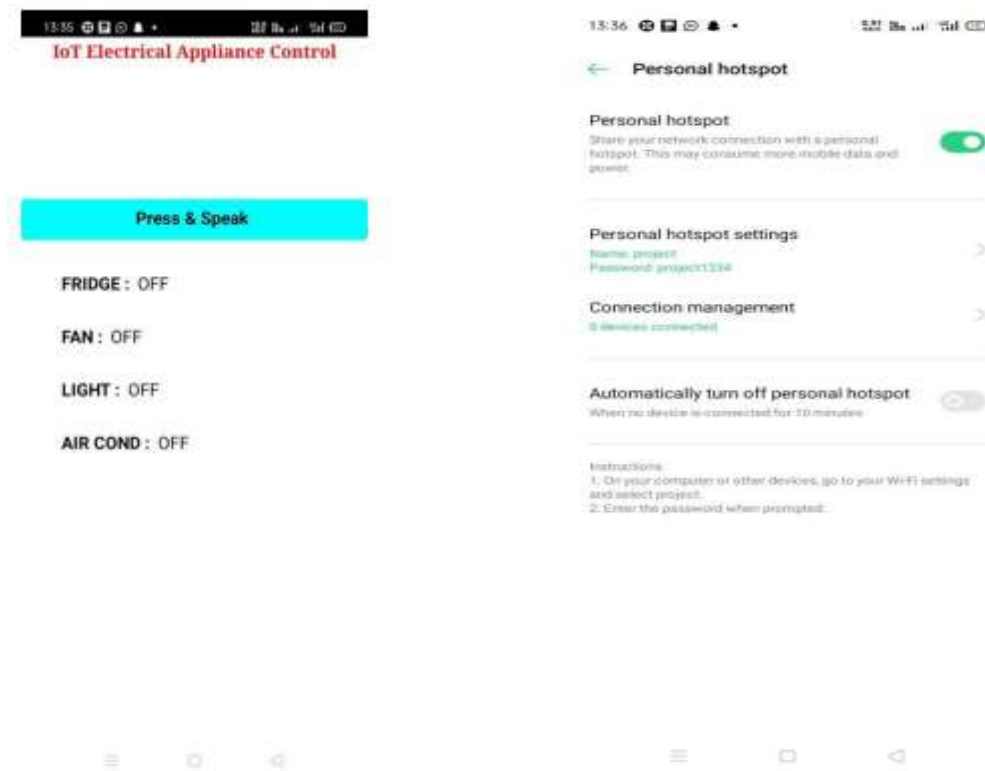 13:35
IoT Electrical Appliance Control
Press & Speak
FRIDGE : OFF
FAN : OFF
LIGHT : OFF
AIR COND : OFF
13:36
Personal hotspot
Personal hotspot
Share your network connection with a personal
hotspot. This may consume more mobile data and
power.
Personal hotspot settings
Name: project
Password: project1234
Connection management
0 devices connected
Automatically turn off personal hotspot
When no device is connected for 10 minutes
Instructions
1. On your computer or other devices, go to your Wi-Fi settings
and select project.
2. Enter the password when prompted.